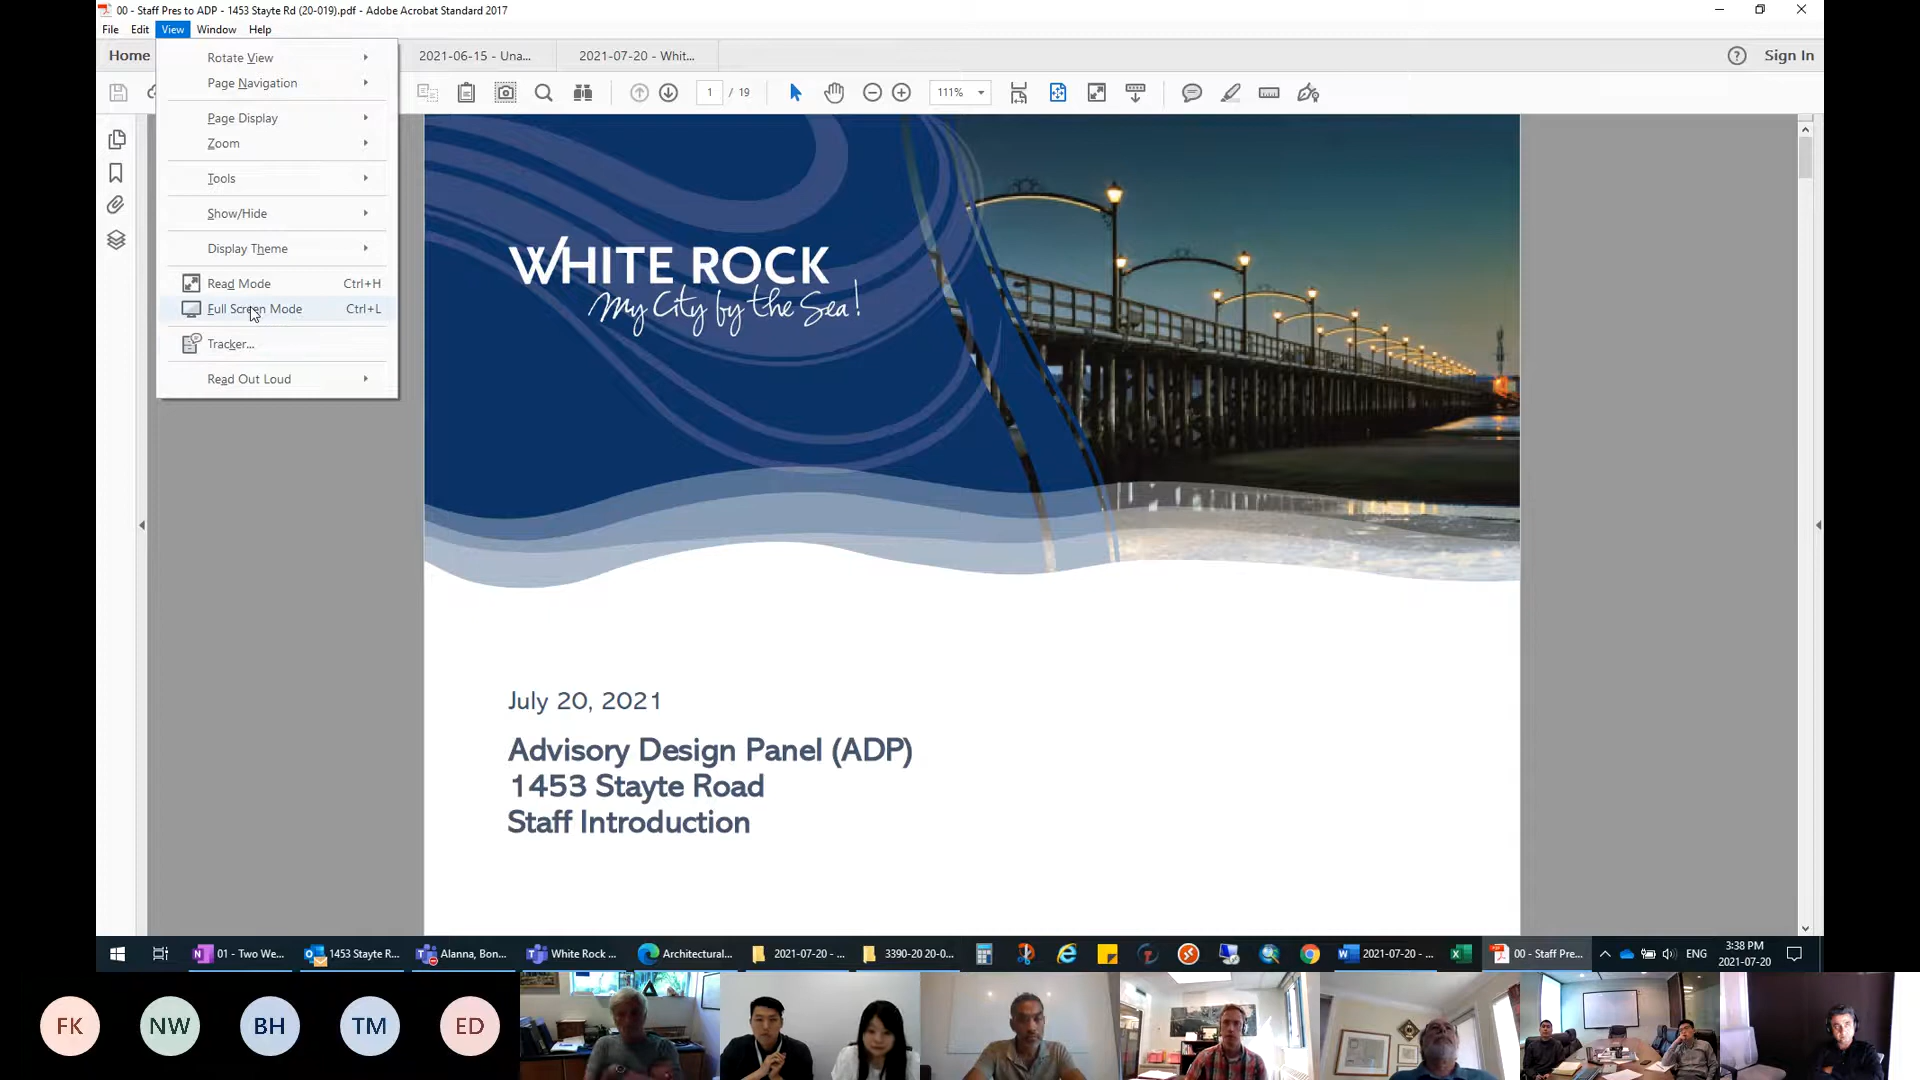 00 - Staff Pres to ADP - 1453 Stayte Rd (20-019).pdf - Adobe Acrobat Standard 2017
File Edit View Window Help
Home 2021-06-15 - Una... 2021-07-20 - Whit... Sign In
1 / 19 111%
Rotate View
Page Navigation
Page Display
Zoom
Tools
Show/Hide
Display Theme
Read Mode Ctrl+H
Full Screen Mode Ctrl+L
Tracker...
Read Out Loud
WHITE ROCK
My City by the Sea!
July 20, 2021
Advisory Design Panel (ADP)
1453 Stayte Road
Staff Introduction
01 - Two We... 1453 Stayte R... Alanna, Bon... White Rock ... Architectural... 2021-07-20 - ... 3390-20 20-0... 2021-07-20 - ... 00 - Staff Pre... ENG 3:38 PM
2021-07-20
FK NW BH TM ED